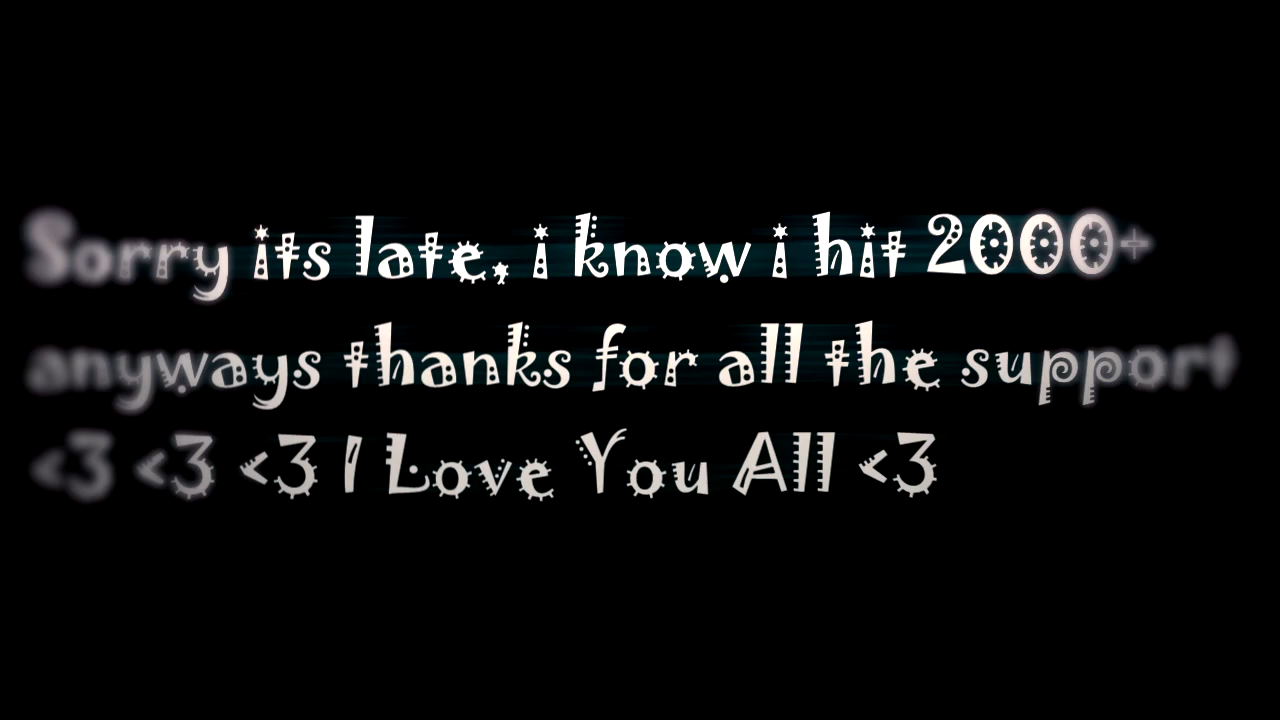 Sorry its late, i know i hit 2000+
anyways thanks for all the support
<3 <3 <3 I Love You All <3